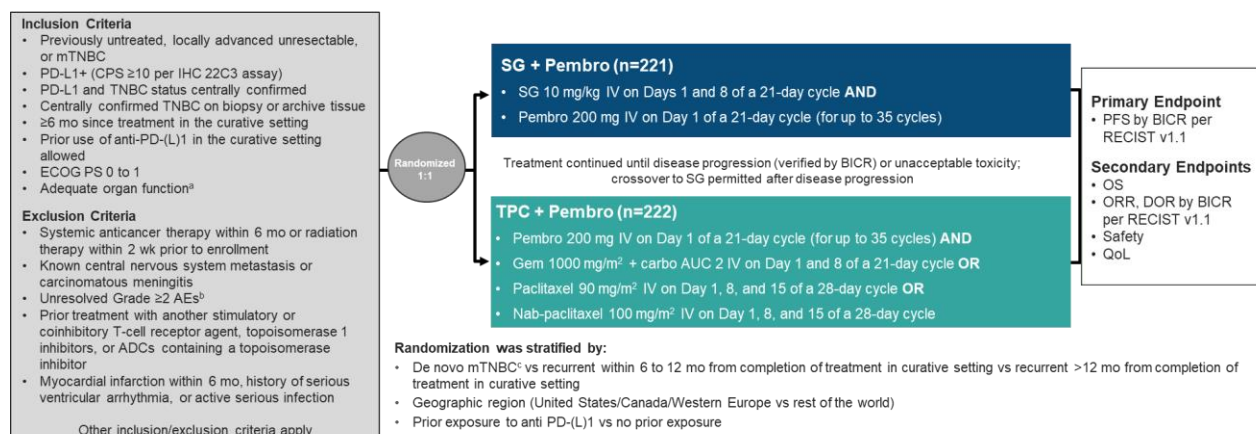 Inclusion Criteria
• Previously untreated, locally advanced unresectable,
or mTNBC
• PD-L1+ (CPS ≥10 per IHC 22C3 assay)
• PD-L1 and TNBC status centrally confirmed
• Centrally confirmed TNBC on biopsy or archive tissue
• ≥6 mo since treatment in the curative setting
• Prior use of anti-PD-(L)1 in the curative setting
allowed
• ECOG PS 0 to 1
• Adequate organ functionᵃ
Exclusion Criteria
• Systemic anticancer therapy within 6 mo or radiation
therapy within 2 wk prior to enrollment
• Known central nervous system metastasis or
carcinomatous meningitis
• Unresolved Grade ≥2 AEsᵇ
• Prior treatment with another stimulatory or
coinhibitory T-cell receptor agent, topoisomerase 1
inhibitors, or ADCs containing a topoisomerase
inhibitor
• Myocardial infarction within 6 mo, history of serious
ventricular arrhythmia, or active serious infection
Other inclusion/exclusion criteria apply
Randomized
1:1
SG + Pembro (n=221)
• SG 10 mg/kg IV on Days 1 and 8 of a 21-day cycle AND
• Pembro 200 mg IV on Day 1 of a 21-day cycle (for up to 35 cycles)
Treatment continued until disease progression (verified by BICR) or unacceptable toxicity;
crossover to SG permitted after disease progression
TPC + Pembro (n=222)
• Pembro 200 mg IV on Day 1 of a 21-day cycle (for up to 35 cycles) AND
• Gem 1000 mg/m² + carbo AUC 2 IV on Day 1 and 8 of a 21-day cycle OR
• Paclitaxel 90 mg/m² IV on Day 1, 8, and 15 of a 28-day cycle OR
• Nab-paclitaxel 100 mg/m² IV on Day 1, 8, and 15 of a 28-day cycle
Randomization was stratified by:
• De novo mTNBCᶜ vs recurrent within 6 to 12 mo from completion of treatment in curative setting vs recurrent >12 mo from completion of
treatment in curative setting
• Geographic region (United States/Canada/Western Europe vs rest of the world)
• Prior exposure to anti PD-(L)1 vs no prior exposure
Primary Endpoint
• PFS by BICR per
RECIST v1.1
Secondary Endpoints
• OS
• ORR, DOR by BICR
per RECIST v1.1
• Safety
• QoL